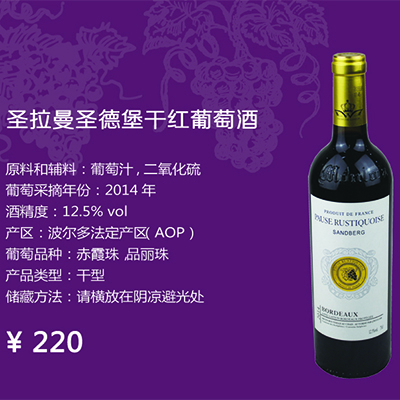 圣拉曼圣德堡干红葡萄酒
原料和辅料：葡萄汁，二氧化硫
葡萄采摘年份：2014 年
酒精度：12.5% vol
产区：波尔多法定产区( AOP )
葡萄品种：赤霞珠 ,品丽珠
产品类型：干型
储藏方法：请横放在阴凉避光处
¥ 220
PRODUIT DE FRANCE
PAUSE RUSTIQUOISE
SANDBERG
BORDEAUX